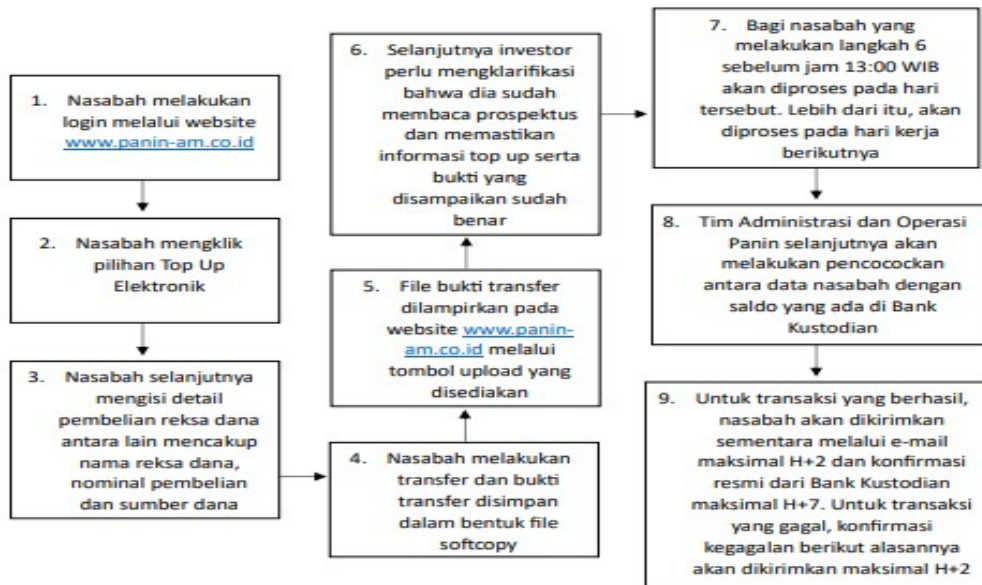 1. Nasabah melakukan
login melalui website
www.panin-am.co.id
2. Nasabah mengklik
pilihan Top Up
Elektronik
3. Nasabah selanjutnya
mengisi detail
pembelian reksa dana
antara lain mencakup
nama reksa dana,
nominal pembelian
dan sumber dana
4. Nasabah melakukan
transfer dan bukti
transfer disimpan
dalam bentuk file
softcopy
5. File bukti transfer
dilampirkan pada
website www.panin-
am.co.id melalui
tombol upload yang
disediakan
6. Selanjutnya investor
perlu mengklarifikasi
bahwa dia sudah
membaca prospektus
dan memastikan
informasi top up serta
bukti yang
disampaikan sudah
benar
7. Bagi nasabah yang
melakukan langkah 6
sebelum jam 13:00 WIB
akan diproses pada hari
tersebut. Lebih dari itu, akan
diproses pada hari kerja
berikutnya
8. Tim Administrasi dan Operasi
Panin selanjutnya akan
melakukan pencocockan
antara data nasabah dengan
saldo yang ada di Bank
Kustodian
9. Untuk transaksi yang berhasil,
nasabah akan dikirimkan
sementara melalui e-mail
maksimal H+2 dan konfirmasi
resmi dari Bank Kustodian
maksimal H+7. Untuk transaksi
yang gagal, konfirmasi
kegagalan berikut alasannya
akan dikirimkan maksimal H+2